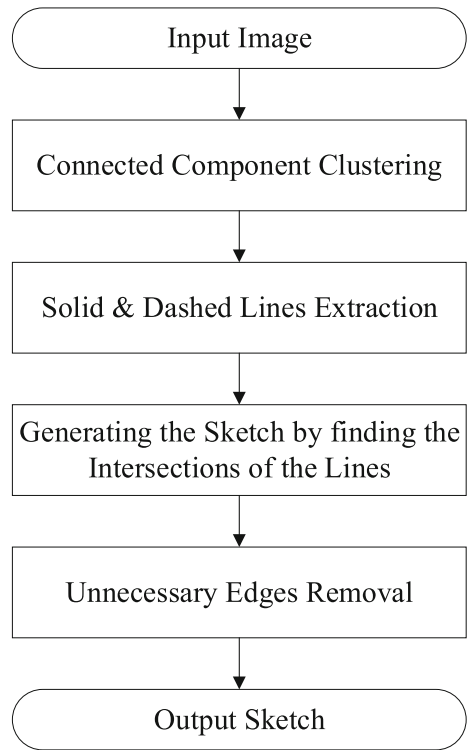 Input Image
Connected Component Clustering
Solid & Dashed Lines Extraction
Generating the Sketch by finding the
Intersections of the Lines
Unnecessary Edges Removal
Output Sketch